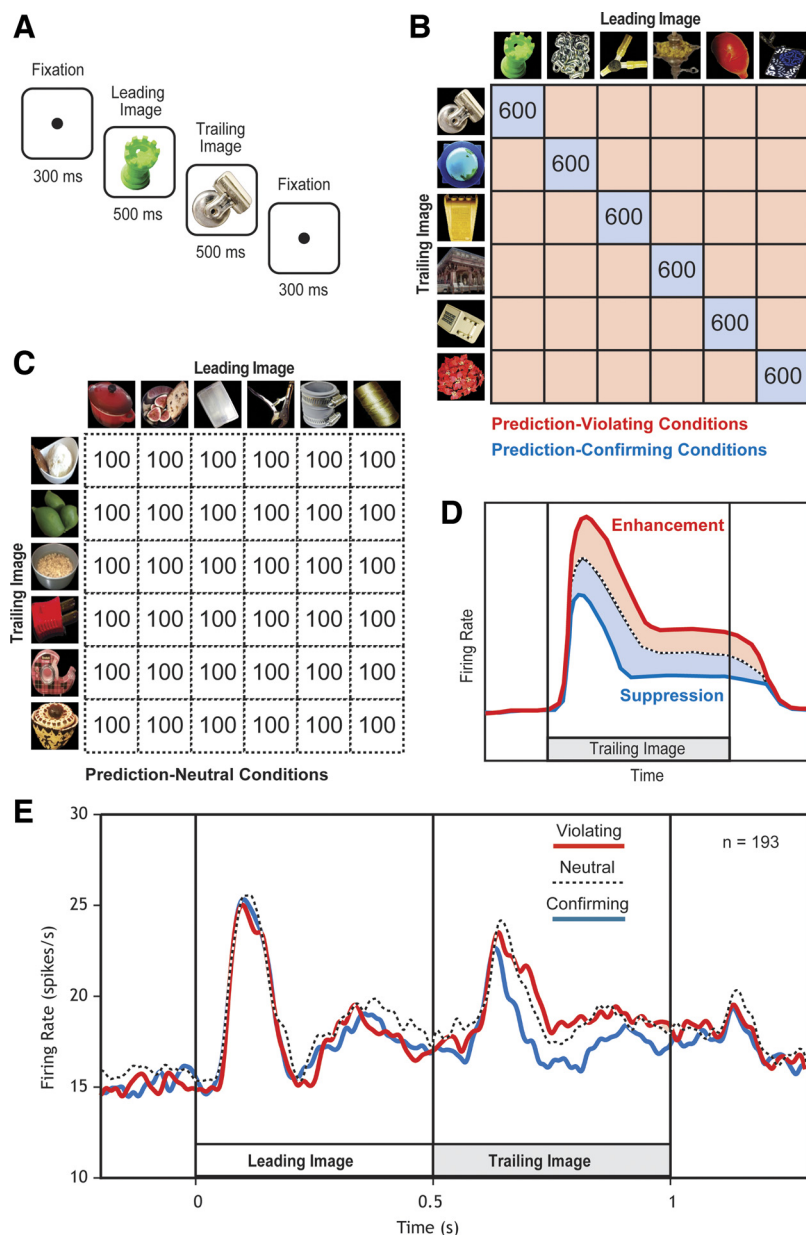 A
Fixation
300 ms
Leading
Image
500 ms
Trailing
Image
500 ms
Fixation
300 ms
B
Leading Image
Trailing Image
600
600
600
600
600
600
Prediction-Violating Conditions
Prediction-Confirming Conditions
C
Leading Image
Trailing Image
100 100 100 100 100 100
100 100 100 100 100 100
100 100 100 100 100 100
100 100 100 100 100 100
100 100 100 100 100 100
100 100 100 100 100 100
Prediction-Neutral Conditions
D
Firing Rate
Enhancement
Suppression
Trailing Image
Time
E
Firing Rate (spikes/s)
30
25
20
15
10
Violating
Neutral
Confirming
n = 193
Leading Image
Trailing Image
0 0.5 1
Time (s)